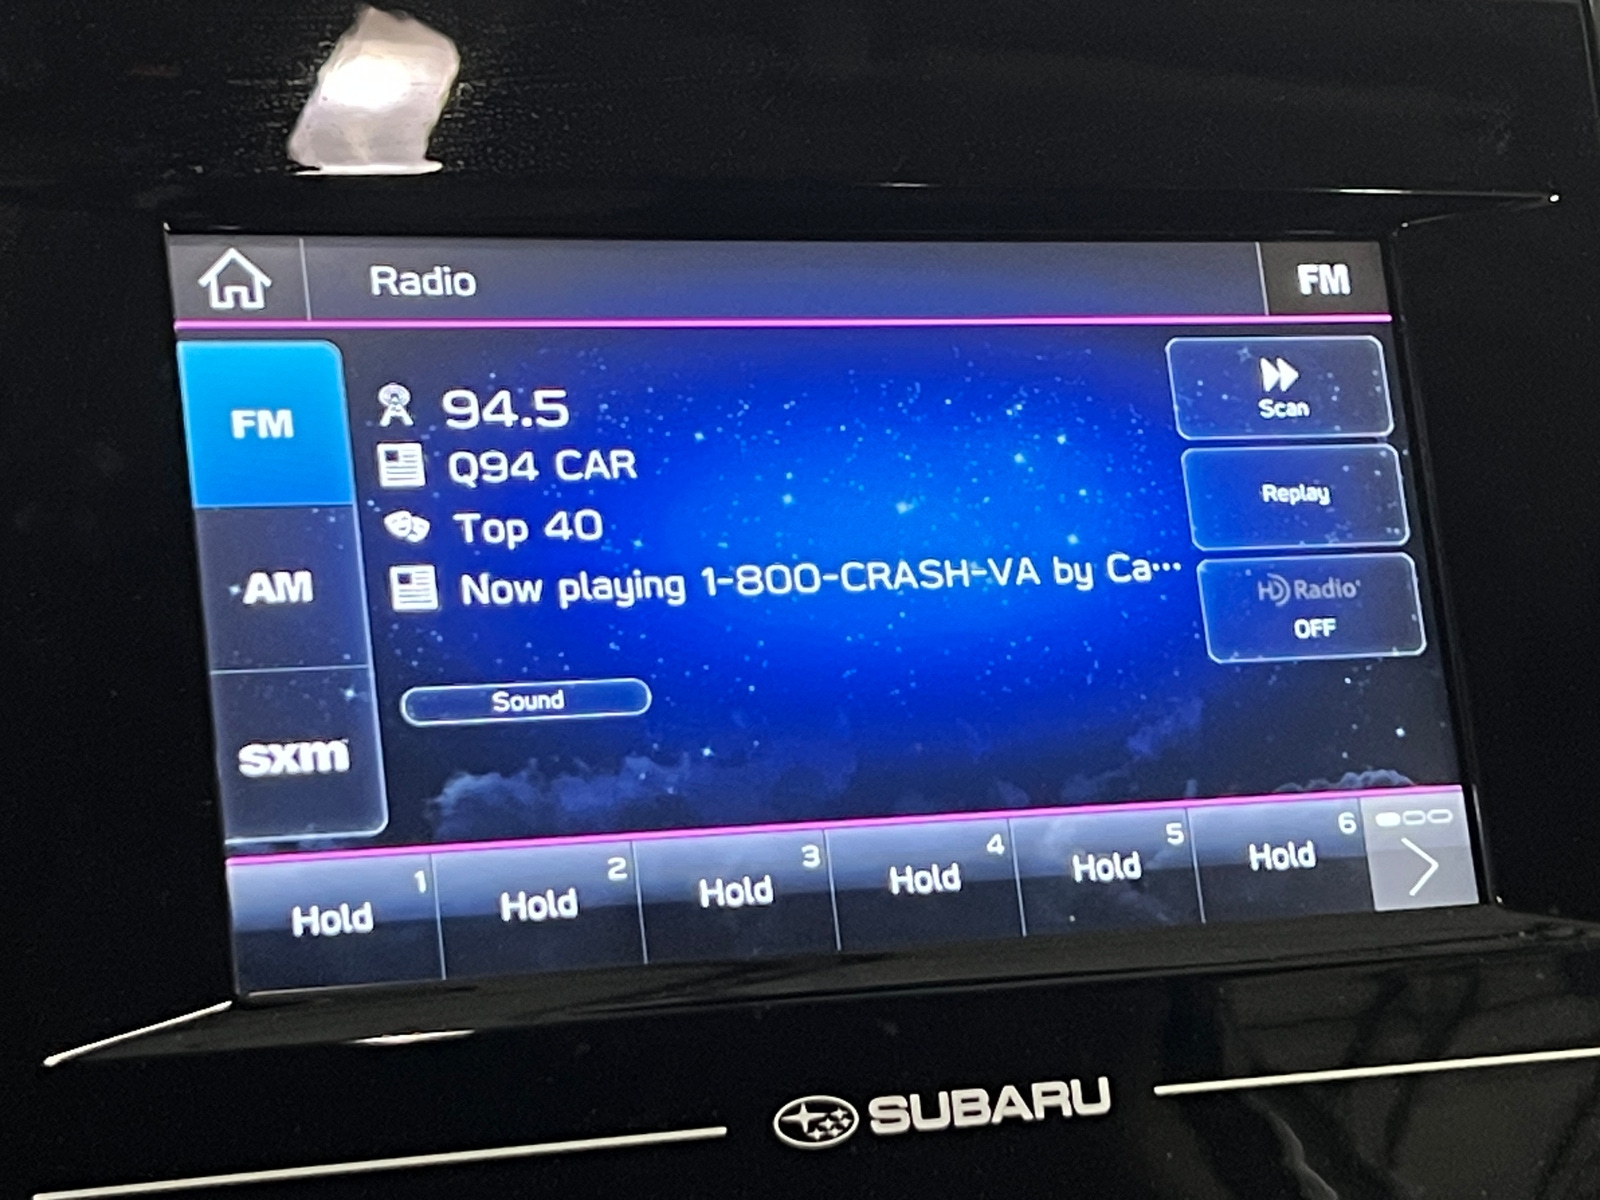 Radio
FM
FM
94.5
Scan
Q94 CAR
Replay
Top 40
AM
Now playing 1-800-CRASH-VA by Ca...
HD Radio
OFF
Sound
sxm
1
Hold
2
Hold
3
Hold
4
Hold
5
Hold
6
Hold
SUBARU